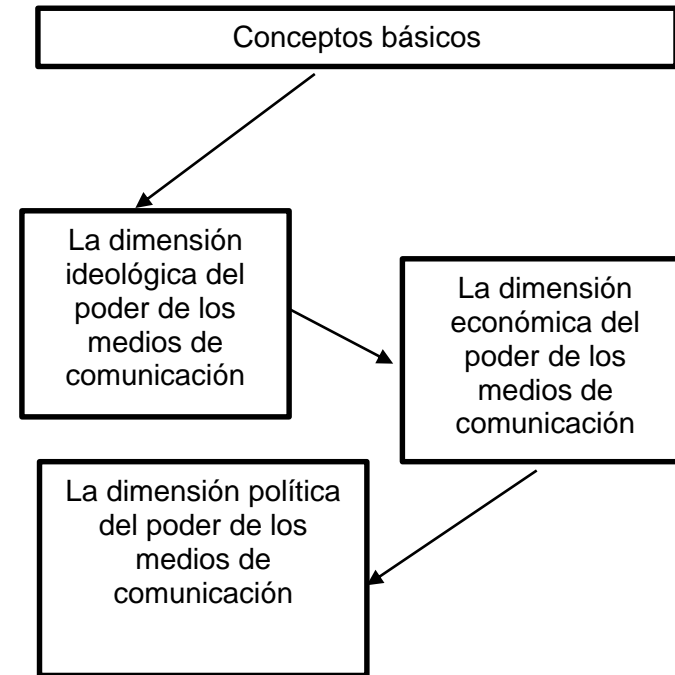 Conceptos básicos
La dimensión
ideológica del
poder de los
medios de
comunicación
La dimensión
económica del
poder de los
medios de
comunicación
La dimensión política
del poder de los
medios de
comunicación